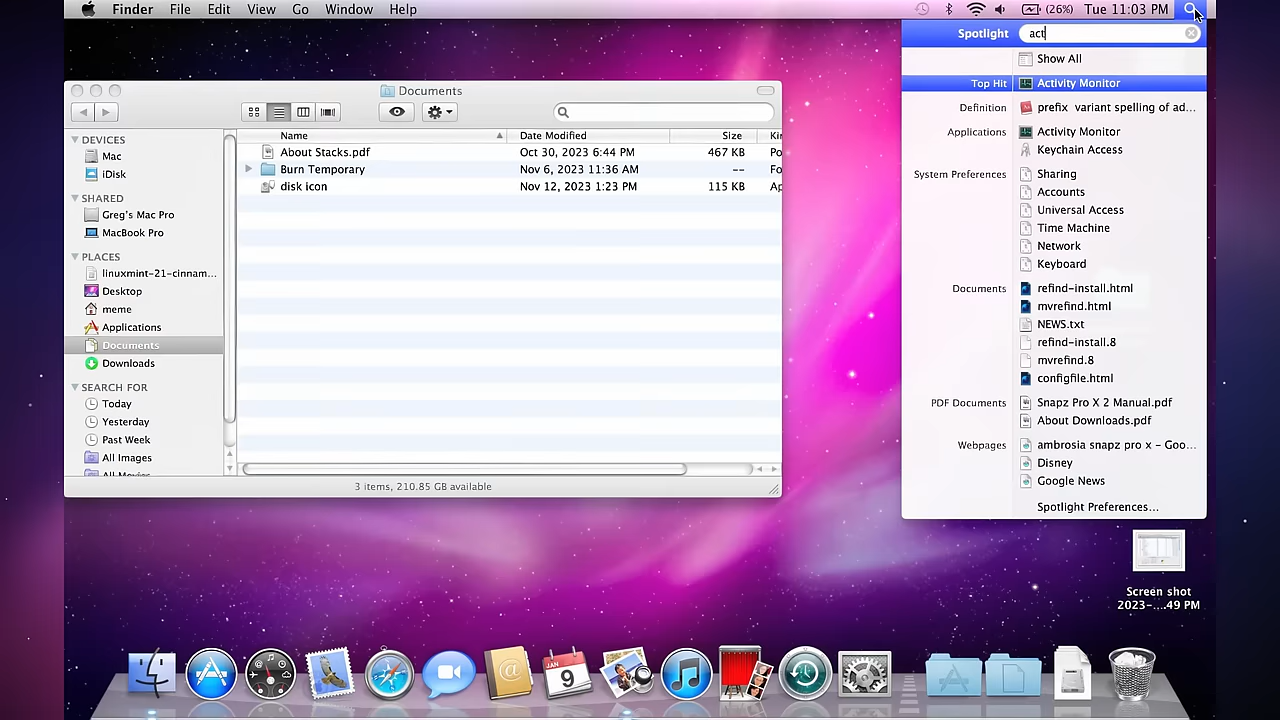 Finder File Edit View Go Window Help (26%) Tue 11:03 PM
Spotlight act
Show All
Top Hit Activity Monitor
Definition prefix variant spelling of ad...
Applications Activity Monitor
Keychain Access
System Preferences Sharing
Accounts
Universal Access
Time Machine
Network
Keyboard
Documents refind-install.html
mvrefind.html
NEWS.txt
refind-install.8
mvrefind.8
configfile.html
PDF Documents Snapz Pro X 2 Manual.pdf
About Downloads.pdf
Webpages ambrosia snapz pro x - Goo...
Disney
Google News
Spotlight Preferences...
Documents
DEVICES
Mac
iDisk
SHARED
Greg's Mac Pro
MacBook Pro
PLACES
linuxmint-21-cinnam...
Desktop
meme
Applications
Documents
Downloads
SEARCH FOR
Today
Yesterday
Past Week
All Images
All Movies
Name Date Modified Size Kin
About Stacks.pdf Oct 30, 2023 6:44 PM 467 KB Po
Burn Temporary Nov 6, 2023 11:36 AM -- Fo
disk icon Nov 12, 2023 1:23 PM 115 KB Ap
3 items, 210.85 GB available
Screen shot
2023-....49 PM
JAN
9